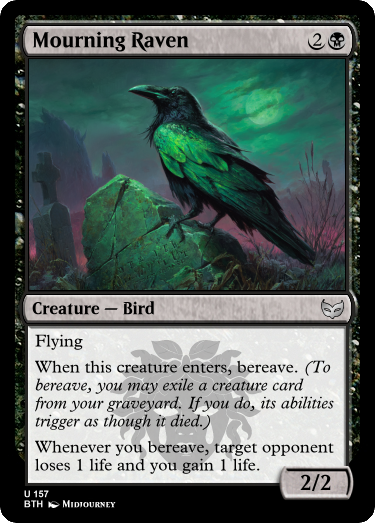 Mourning Raven 2
Creature — Bird
Flying
When this creature enters, bereave. (To
bereave, you may exile a creature card
from your graveyard. If you do, its abilities
trigger as though it died.)
Whenever you bereave, target opponent
loses 1 life and you gain 1 life.
2/2
U 157
BTH Midjourney